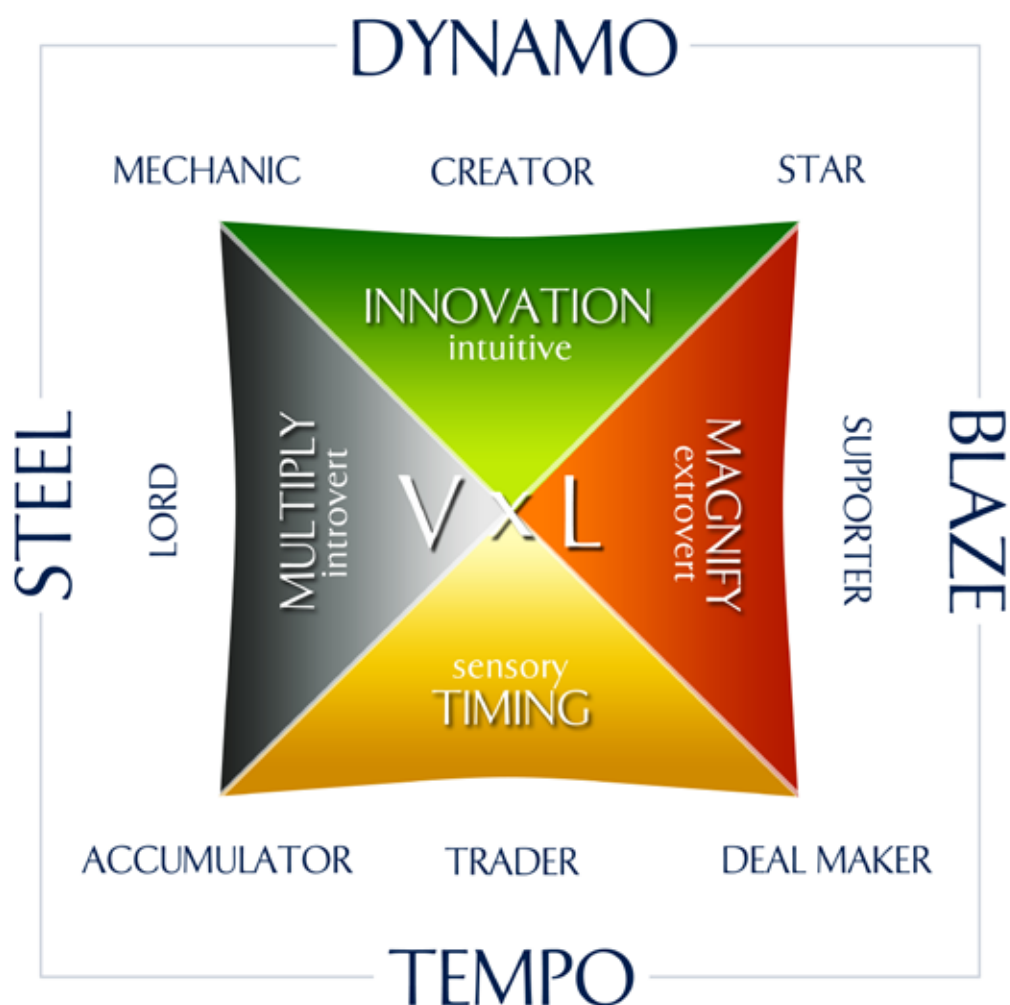 DYNAMO
MECHANIC
CREATOR
STAR
INNOVATION
intuitive
STEEL
LORD
MULTIPLY
introvert
V x L
MAGNIFY
extrovert
SUPPORTER
BLAZE
sensory
TIMING
ACCUMULATOR
TRADER
DEAL MAKER
TEMPO